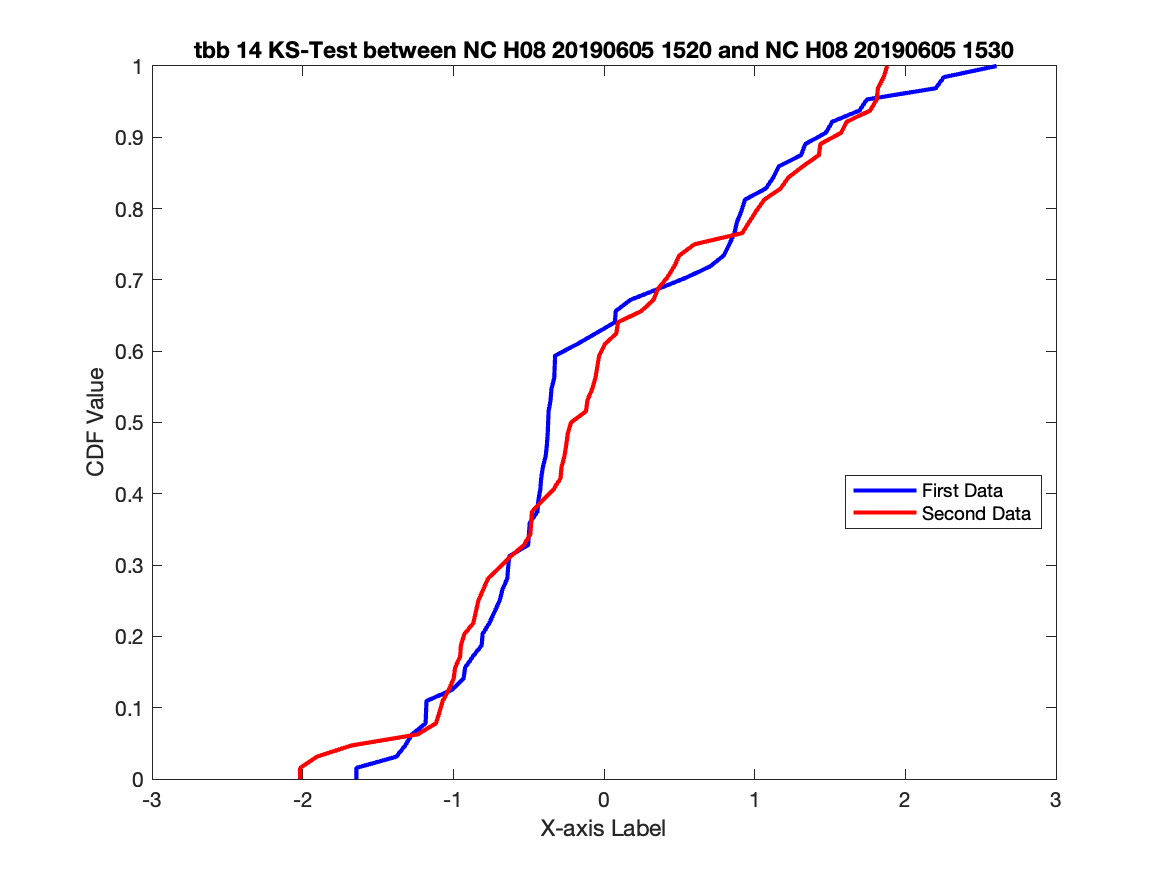 tbb 14 KS-Test between NC H08 20190605 1520 and NC H08 20190605 1530
1
0.9
0.8
0.7
0.6
0.5
0.4
0.3
0.2
0.1
0
CDF Value
First Data
Second Data
-3 -2 -1 0 1 2 3
X-axis Label